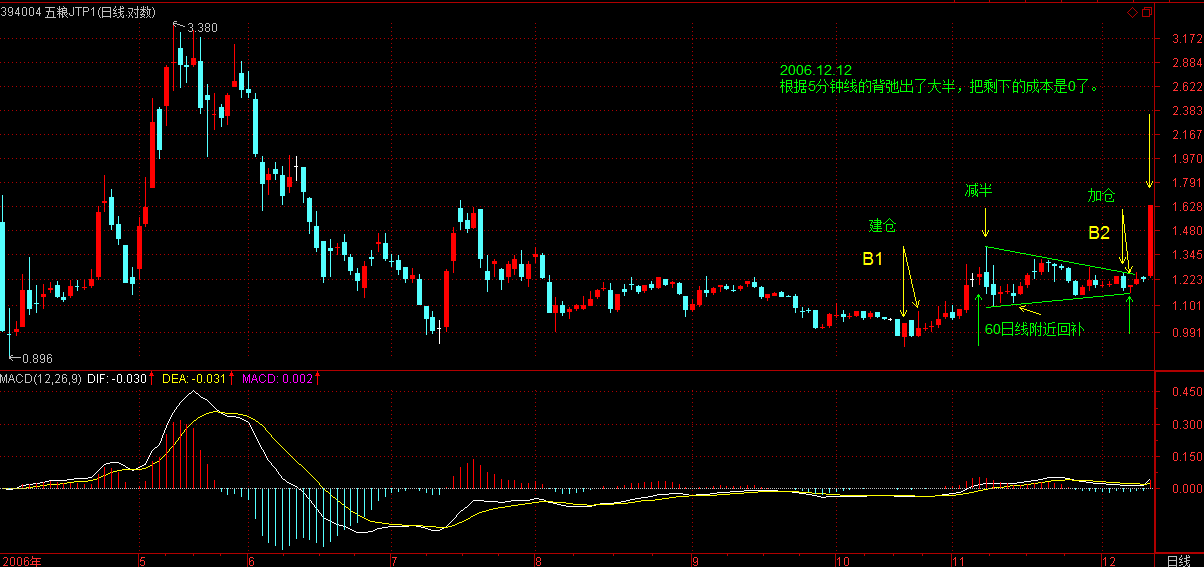 394004 五粮JTP1(日线.对数)
3.380
3.172
2006.12.12
2.884
根据5分钟线的背弛出了大半，把剩下的成本是0了。
2.622
2.383
2.167
1.970
1.791
减半
加仓
1.628
建仓
B2
1.480
B1
1.345
1.223
1.101
60日线附近回补
0.991
0.896
MACD(12,26,9) DIF: -0.030↑ DEA: -0.031↑ MACD: 0.002↑
0.450
0.300
0.150
0.000
2006年 5 6 7 8 9 10 11 12 日线